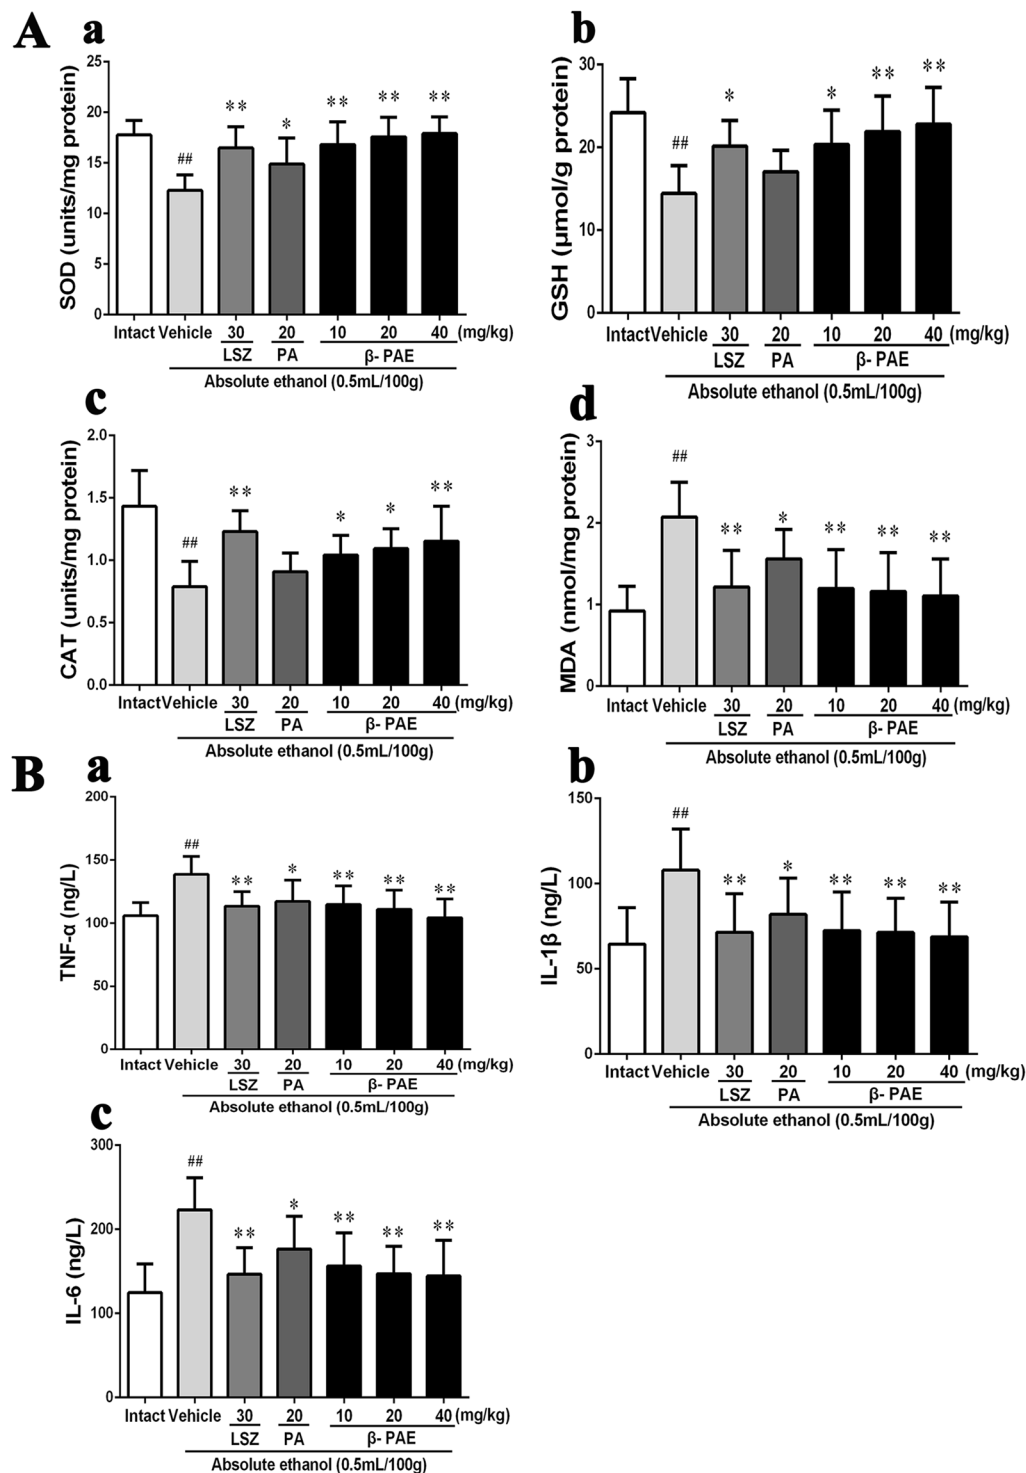 A
a
SOD (units/mg protein)
25
20
15
10
5
0
##
**
*
**
**
**
Intact Vehicle 30 20 10 20 40 (mg/kg)
LSZ PA β- PAE
Absolute ethanol (0.5mL/100g)
b
GSH (μmol/g protein)
30
20
10
0
##
*
*
**
**
Intact Vehicle 30 20 10 20 40 (mg/kg)
LSZ PA β- PAE
Absolute ethanol (0.5mL/100g)
c
CAT (units/mg protein)
2.0
1.5
1.0
0.5
0.0
##
**
*
*
**
Intact Vehicle 30 20 10 20 40 (mg/kg)
LSZ PA β- PAE
Absolute ethanol (0.5mL/100g)
d
MDA (nmol/mg protein)
3
2
1
0
##
**
*
**
**
**
Intact Vehicle 30 20 10 20 40 (mg/kg)
LSZ PA β- PAE
Absolute ethanol (0.5mL/100g)
B
a
TNF-α (ng/L)
200
150
100
50
0
##
**
*
**
**
**
Intact Vehicle 30 20 10 20 40 (mg/kg)
LSZ PA β- PAE
Absolute ethanol (0.5mL/100g)
b
IL-1β (ng/L)
150
100
50
0
##
**
*
**
**
**
Intact Vehicle 30 20 10 20 40 (mg/kg)
LSZ PA β- PAE
Absolute ethanol (0.5mL/100g)
c
IL-6 (ng/L)
300
200
100
0
##
**
*
**
**
**
Intact Vehicle 30 20 10 20 40 (mg/kg)
LSZ PA β- PAE
Absolute ethanol (0.5mL/100g)